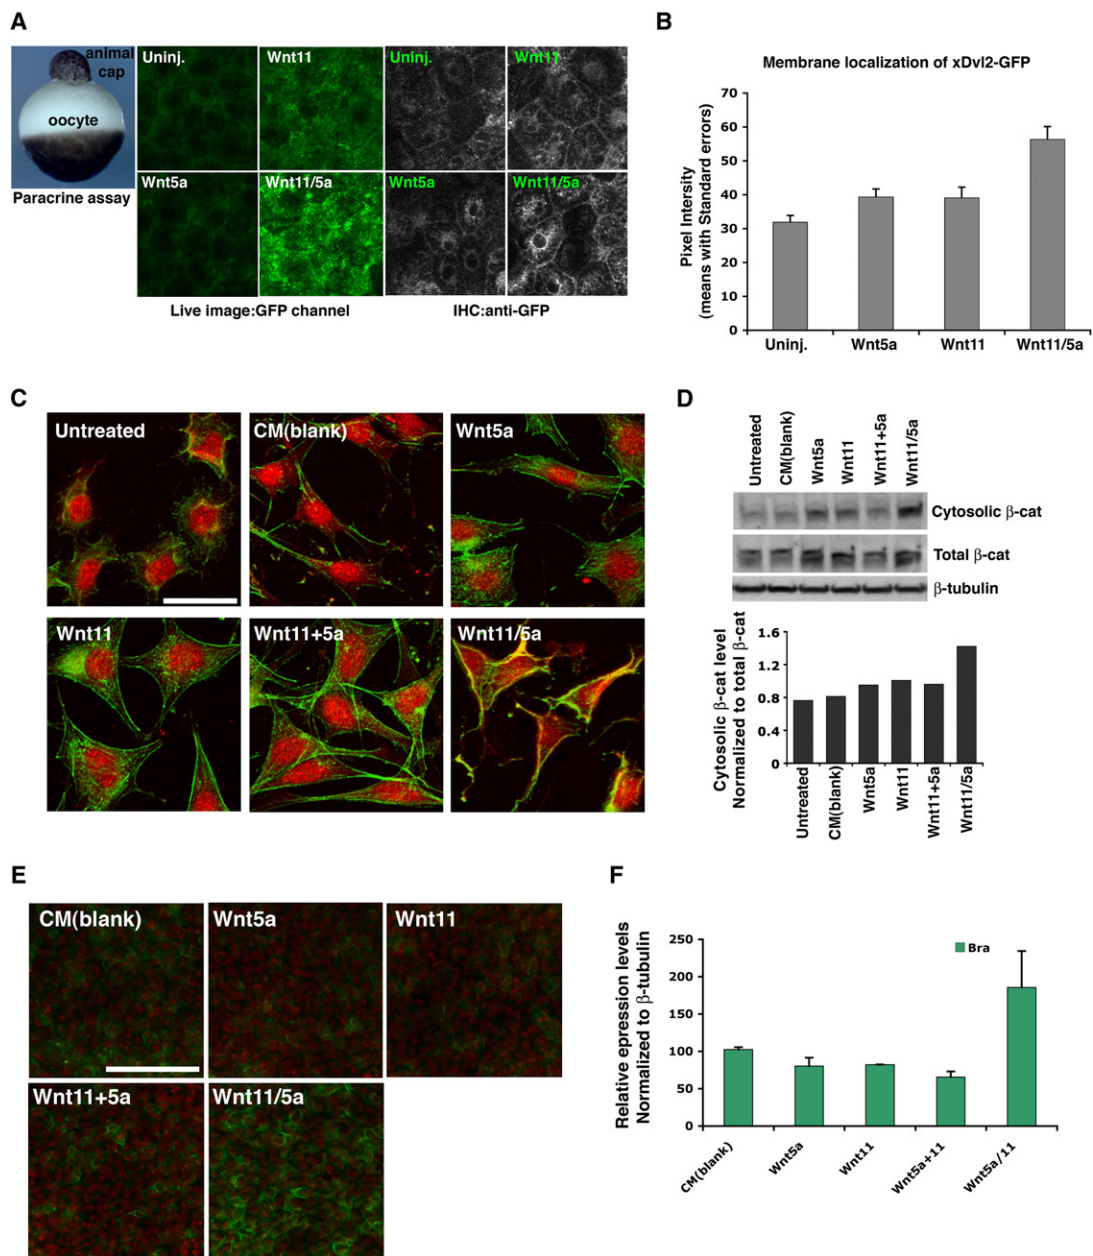 A
animal
cap
oocyte
Paracrine assay
Uninj.
Wnt11
Uninj.
Wnt11
Wnt5a
Wnt11/5a
Wnt5a
Wnt11/5a
Live image:GFP channel
IHC:anti-GFP
B
Membrane localization of xDvl2-GFP
Pixel Intersity
(means with Standard errors)
70
60
50
40
30
20
10
0
Uninj.
Wnt5a
Wnt11
Wnt11/5a
C
Untreated
CM(blank)
Wnt5a
Wnt11
Wnt11+5a
Wnt11/5a
D
Untreated
CM(blank)
Wnt5a
Wnt11
Wnt11+5a
Wnt11/5a
Cytosolic β-cat
Total β-cat
β-tubulin
Cytosolic β-cat level
Normalized to total β-cat
1.6
1.2
0.8
0.4
0
Untreated
CM(blank)
Wnt5a
Wnt11
Wnt11+5a
Wnt11/5a
E
CM(blank)
Wnt5a
Wnt11
Wnt11+5a
Wnt11/5a
F
Relative epression levels
Normalized to β-tubulin
250
200
150
100
50
0
Bra
CM(blank)
Wnt5a
Wnt11
Wnt5a+11
Wnt5a/11